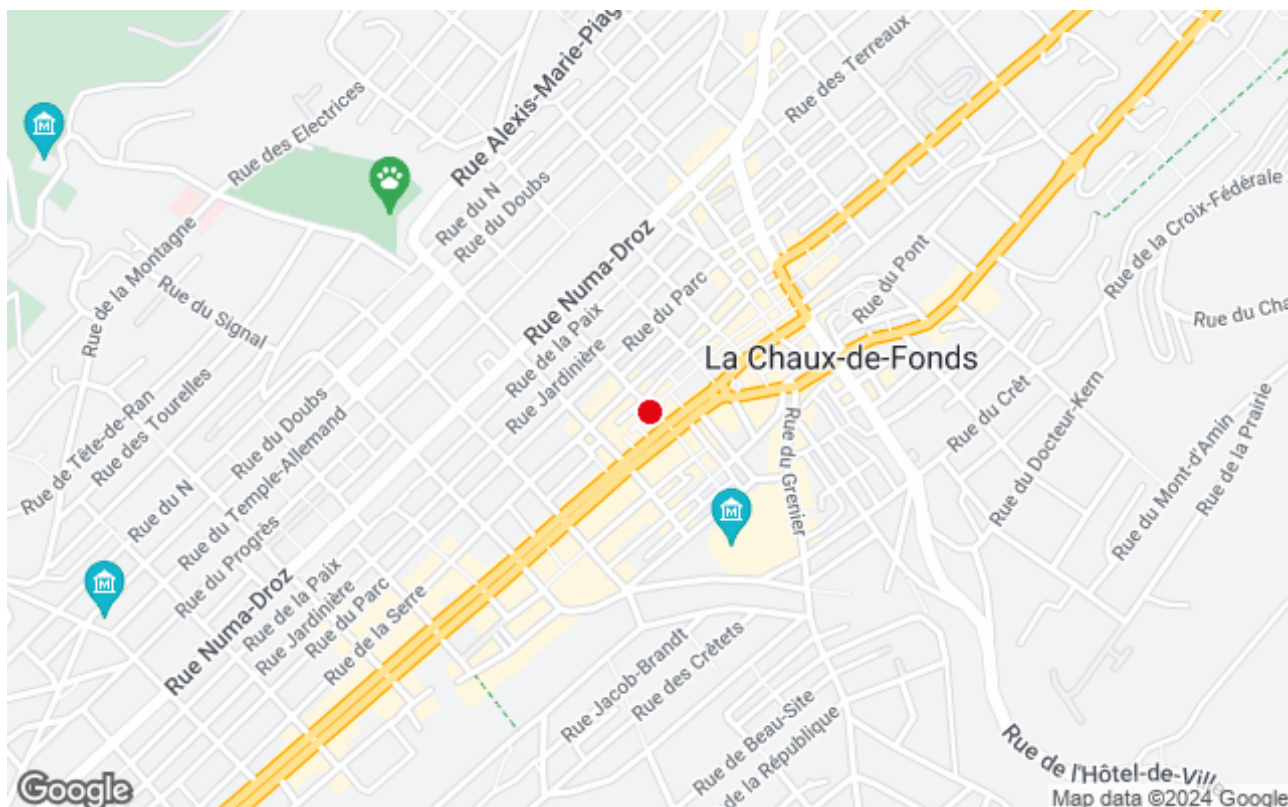 Rue Alexis-Marie-Piag
Rue des Terreaux
Rue des Electrices
Rue du N
Rue du Doubs
Rue de la Croix-Fédérale
Rue de la Montagne
Rue Numa-Droz
Rue du Pont
Rue du Signal
Rue du Parc
Rue de la Paix
Rue du Cha
Rue Jardinière
La Chaux-de-Fonds
Rue de Tête-de-Ran
Rue des Tourelles
Rue du Doubs
Rue du Crêt
Rue du Docteur-Kern
Rue du Mont-d'Amin
Rue de la Prairie
Rue du Temple-Allemand
Rue du N
Rue du Grenier
Rue du Progrès
M
M
M
Rue Numa-Droz
Rue de la Paix
Rue Jardinière
Rue du Parc
Rue de la Serre
Rue Jacob-Brandt
Rue des Crêtets
Rue de Beau-Site
de la République
Rue de l'Hôtel-de-Ville
Google
Map data ©2024 Google